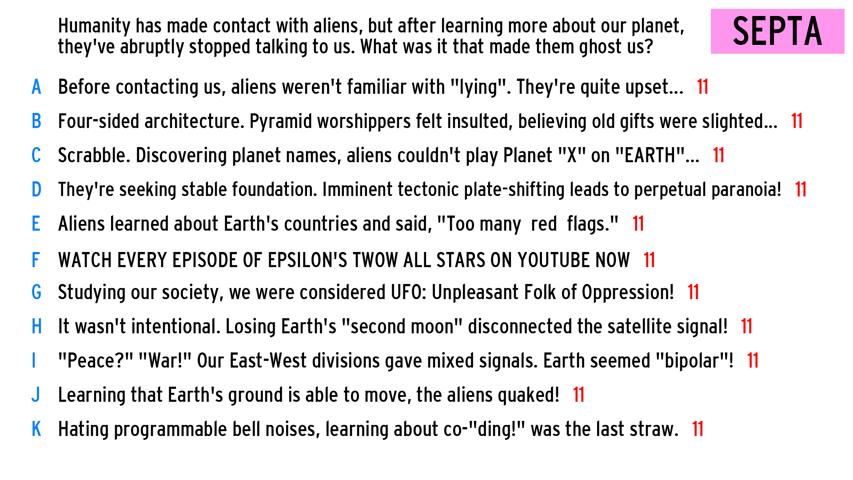 Humanity has made contact with aliens, but after learning more about our planet,
they've abruptly stopped talking to us. What was it that made them ghost us?
SEPTA
A Before contacting us, aliens weren't familiar with "lying". They're quite upset... 11
B Four-sided architecture. Pyramid worshippers felt insulted, believing old gifts were slighted... 11
C Scrabble. Discovering planet names, aliens couldn't play Planet "X" on "EARTH"... 11
D They're seeking stable foundation. Imminent tectonic plate-shifting leads to perpetual paranoia! 11
E Aliens learned about Earth's countries and said, "Too many red flags." 11
F WATCH EVERY EPISODE OF EPSILON'S TWOW ALL STARS ON YOUTUBE NOW 11
G Studying our society, we were considered UFO: Unpleasant Folk of Oppression! 11
H It wasn't intentional. Losing Earth's "second moon" disconnected the satellite signal! 11
I "Peace?" "War!" Our East-West divisions gave mixed signals. Earth seemed "bipolar"! 11
J Learning that Earth's ground is able to move, the aliens quaked! 11
K Hating programmable bell noises, learning about co-"ding!" was the last straw. 11